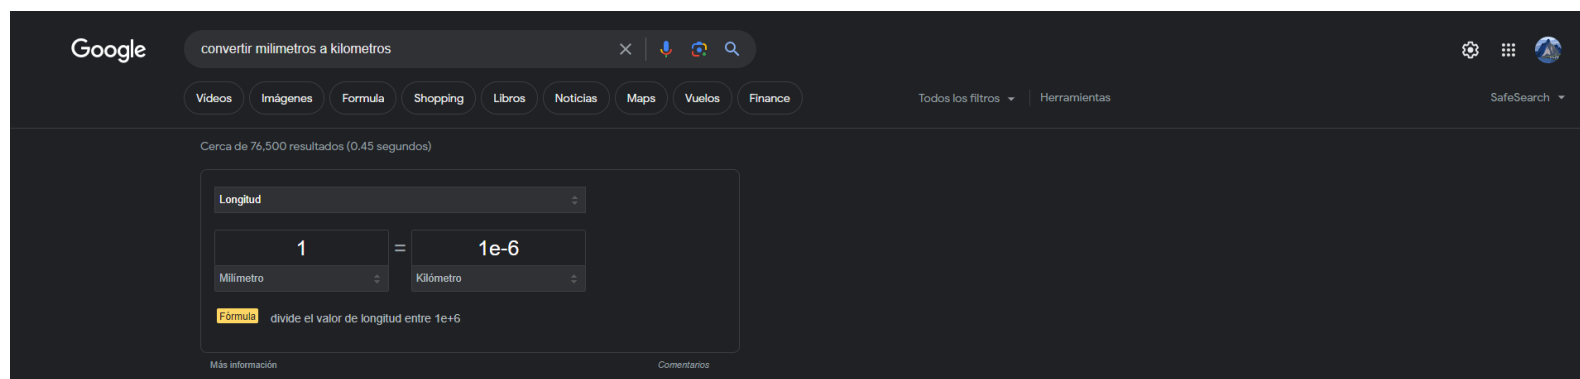 Google convertir milimetros a kilometros
Vídeos Imágenes Formula Shopping Libros Noticias Maps Vuelos Finance Todos los filtros Herramientas SafeSearch
Cerca de 76,500 resultados (0.45 segundos)
Longitud
1 = 1e-6
Milímetro Kilómetro
Fórmula divide el valor de longitud entre 1e+6
Más información Comentarios